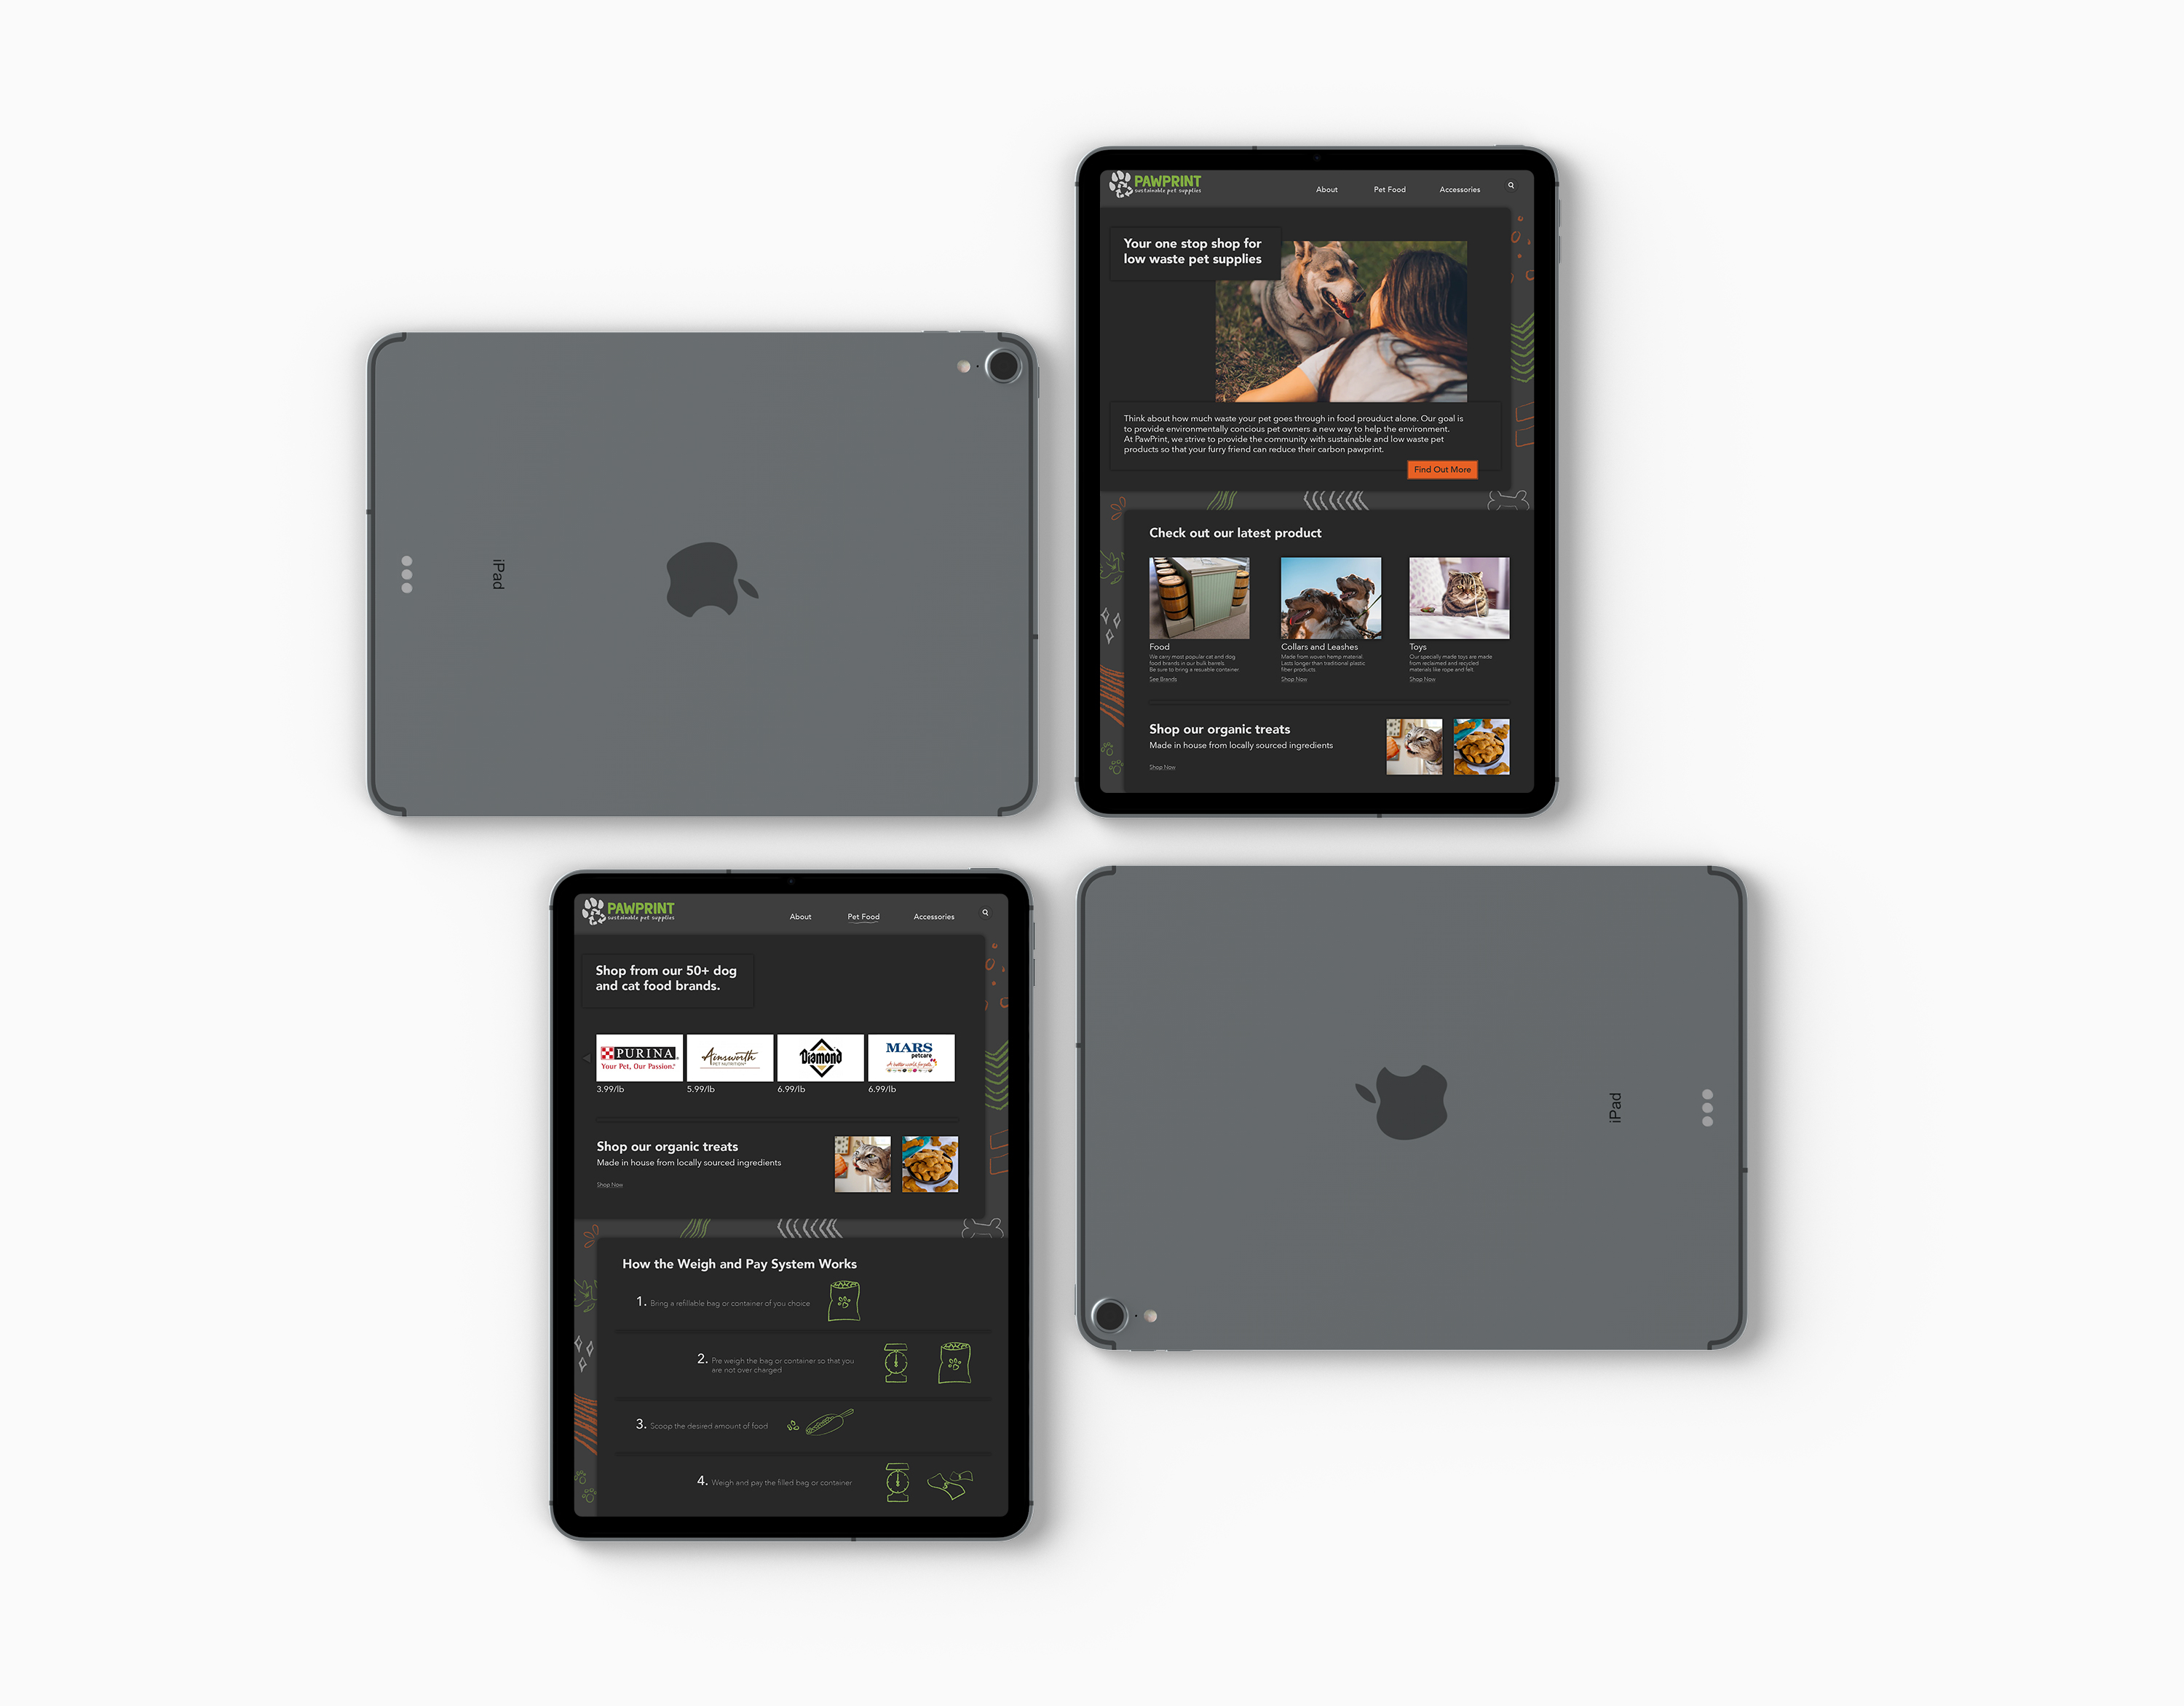 iPad
PAWPRINT
sustainable pet supplies
About
Pet Food
Accessories
Your one stop shop for
low waste pet supplies
Think about how much waste your pet goes through in food prouduct alone. Our goal is
to provide environmentally concious pet owners a new way to help the environment.
At PawPrint, we strive to provide the community with sustainable and low waste pet
products so that your furry friend can reduce their carbon pawprint.
Find Out More
Check out our latest product
Food
We carry most popular cat and dog
food brands in our bulk barrels.
Be sure to bring a resuable container.
See Brands
Collars and Leashes
Made from woven hemp material.
Lasts longer than traditional plastic
fiber products
Shop Now
Toys
Our specially made toys are made
from reclaimed and recycled
materials like rope and felt.
Shop Now
Shop our organic treats
Made in house from locally sourced ingredients
Shop Now
PAWPRINT
sustainable pet supplies
About
Pet Food
Accessories
Shop from our 50+ dog
and cat food brands.
PURINA
Your Pet, Our Passion.®
3.99/lb
Ainsworth
PET NUTRITION
5.99/lb
Diamond
6.99/lb
MARS
petcare
A better world for pets
6.99/lb
Shop our organic treats
Made in house from locally sourced ingredients
Shop Now
How the Weigh and Pay System Works
1. Bring a refillable bag or container of you choice
2. Pre weigh the bag or container so that you
are not over charged
3. Scoop the desired amount of food
4. Weigh and pay the filled bag or container
iPad